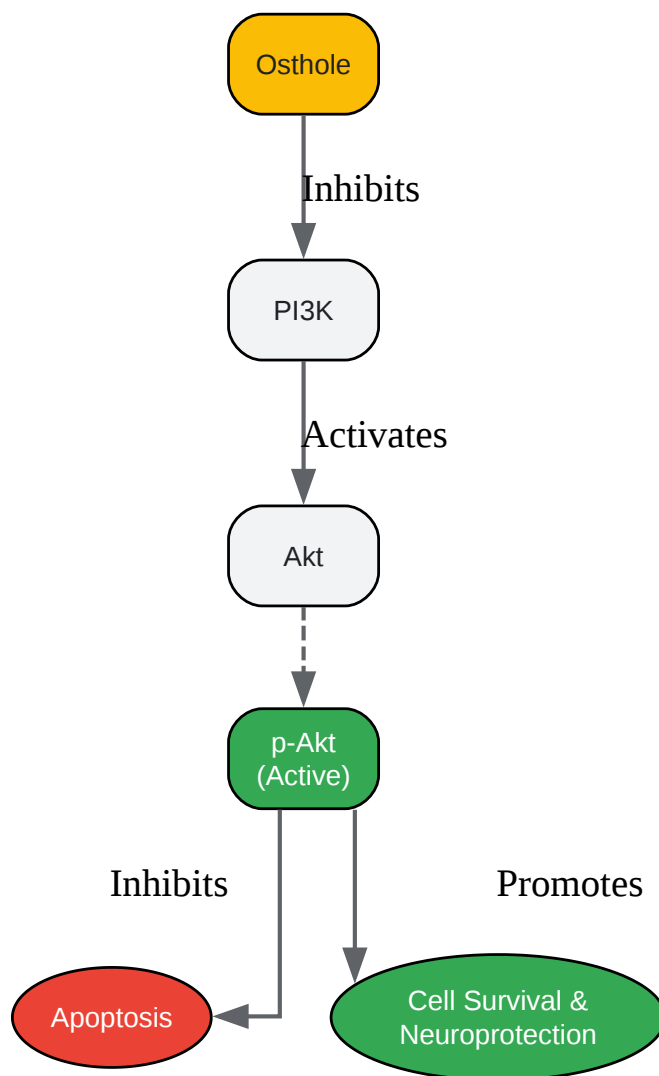 Osthole
Inhibits
PI3K
Activates
Akt
p-Akt
(Active)
Inhibits
Promotes
Apoptosis
Cell Survival &
Neuroprotection